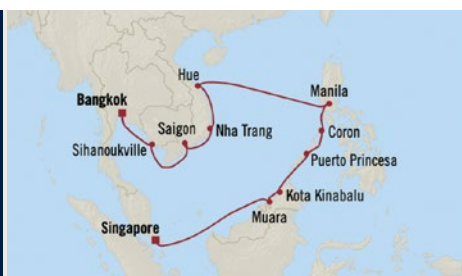 Hue
Manila
Bangkok
Saigon
Nha Trang
Coron
Sihanoukville
Puerto Princesa
Kota Kinabalu
Muara
Singapore